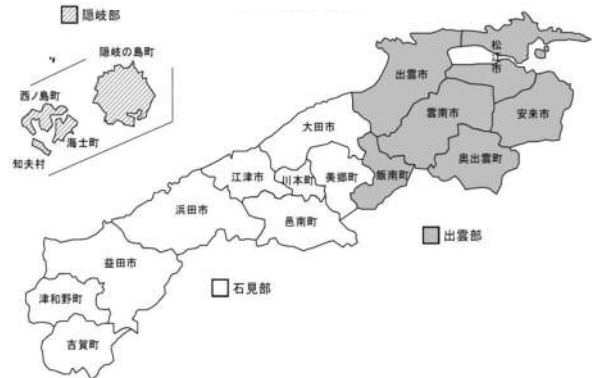 隠岐部
隠岐の島町
西ノ島町
海士町
知夫村
松江市
出雲市
安来市
雲南市
大田市
奥出雲町
飯南町
美郷町
川本町
江津市
邑南町
浜田市
出雲部
益田市
石見部
津和野町
吉賀町